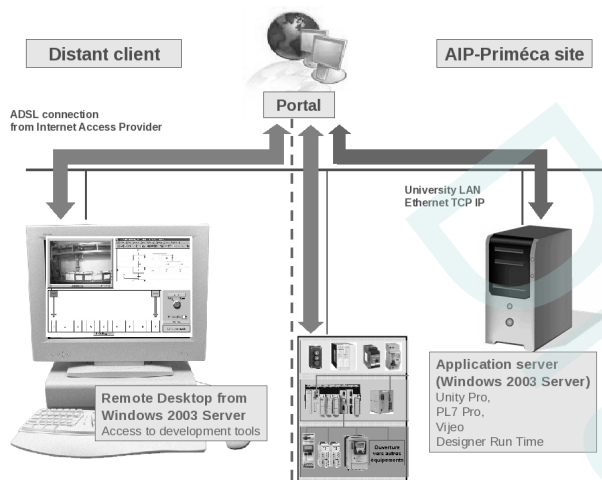 Distant client
AIP-Priméca site
Portal
ADSL connection
from Internet Access Provider
University LAN
Ethernet TCP IP
Remote Desktop from
Windows 2003 Server
Access to development tools
Application server
(Windows 2003 Server)
Unity Pro,
PL7 Pro,
Vijeo
Designer Run Time
Ouverture
vers autres
équipements